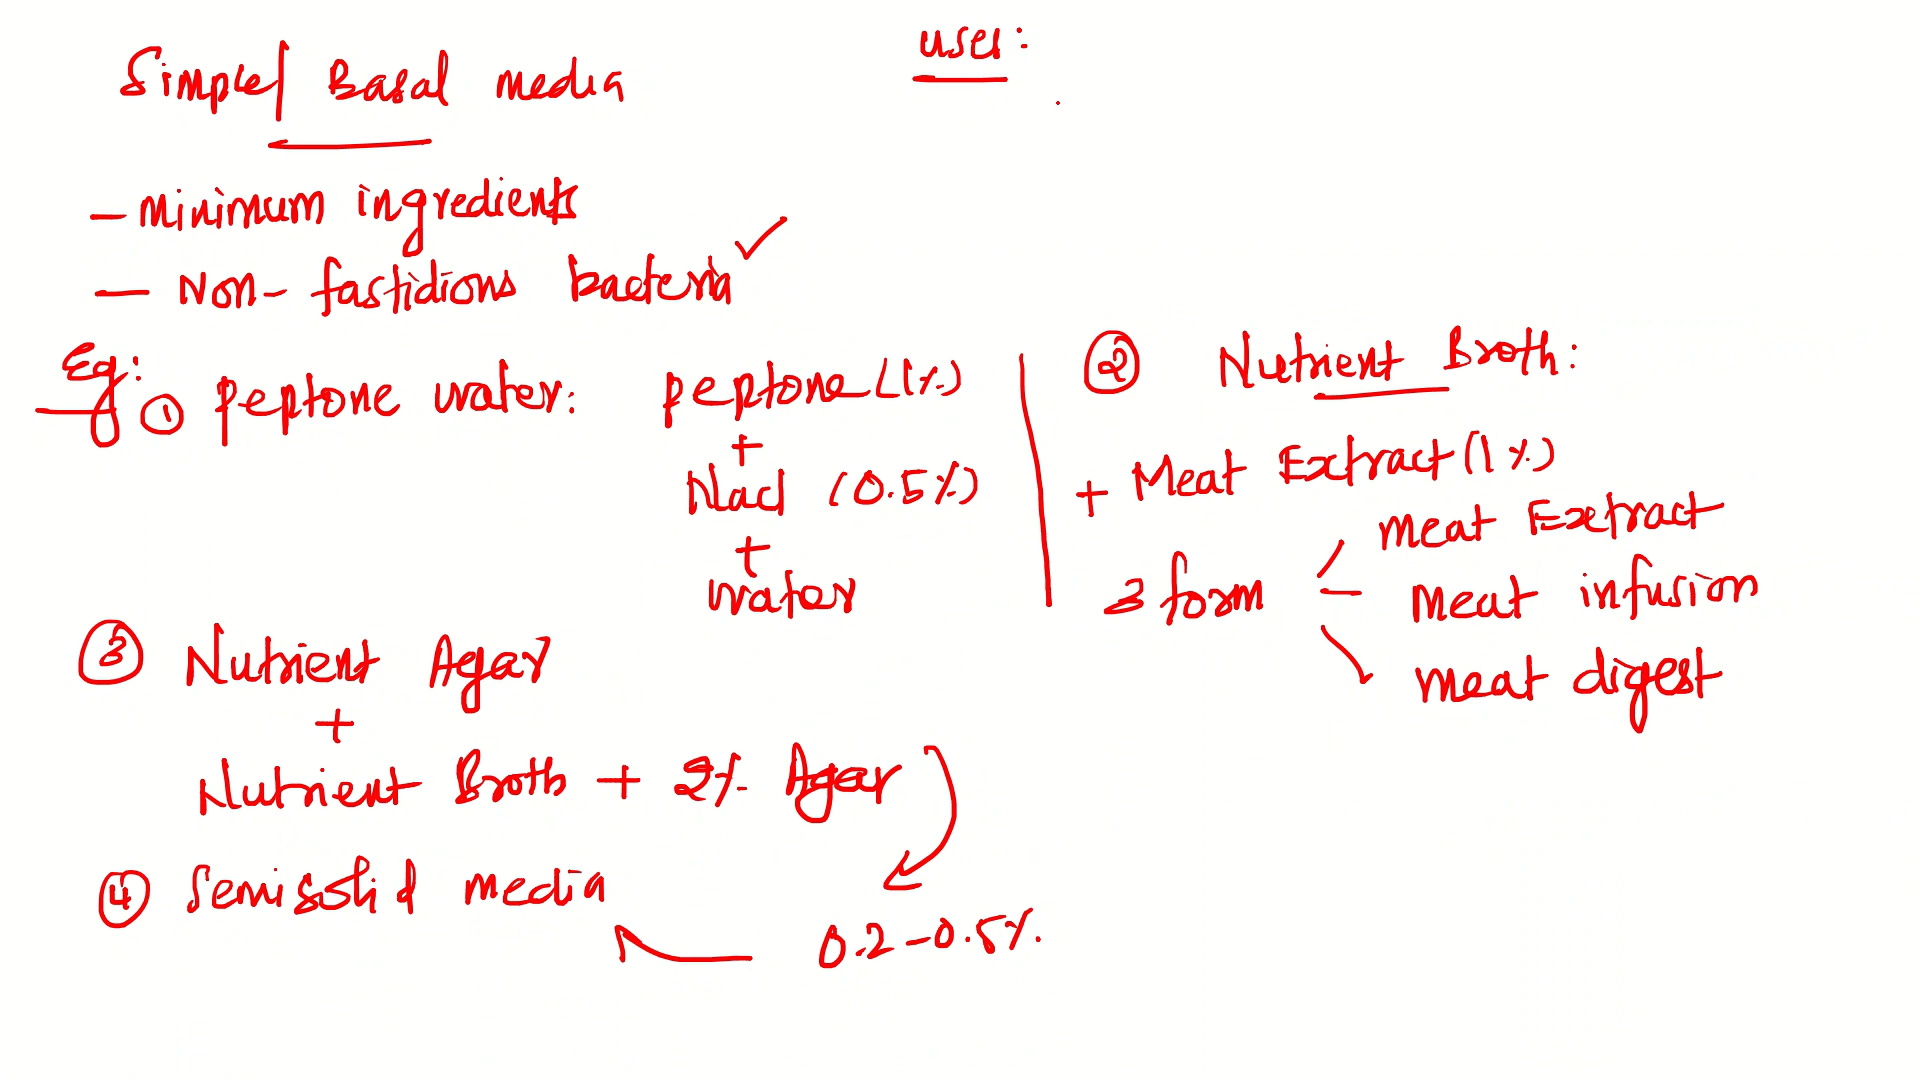 Simple/ Basal media
uses:
- minimum ingredients
- Non-fastidious bacteria ✓
Eg:
① Peptone water: peptone (1%)
+
Nacl (0.5%)
+
water
② Nutrient Broth:
+ Meat Extract (1%)
3 form
meat Extract
meat infusion
meat digest
③ Nutrient Agar
+
Nutrient Broth + 2% Agar
④ Semisolid media
0.2-0.5%.